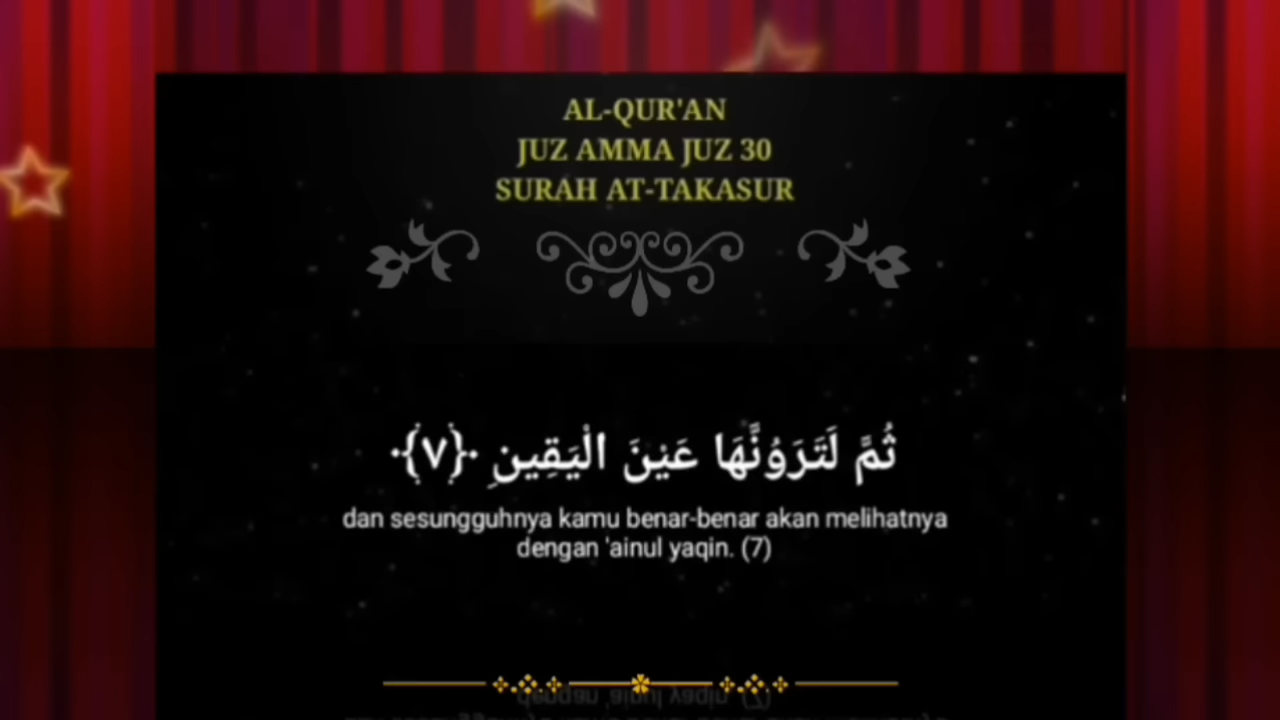 AL-QUR'AN
JUZ AMMA JUZ 30
SURAH AT-TAKASUR
ثُمَّ لَتَرَوُنَّهَا عَيْنَ الْيَقِينِ ﴿٧﴾
dan sesungguhnya kamu benar-benar akan melihatnya
dengan 'ainul yaqin. (7)